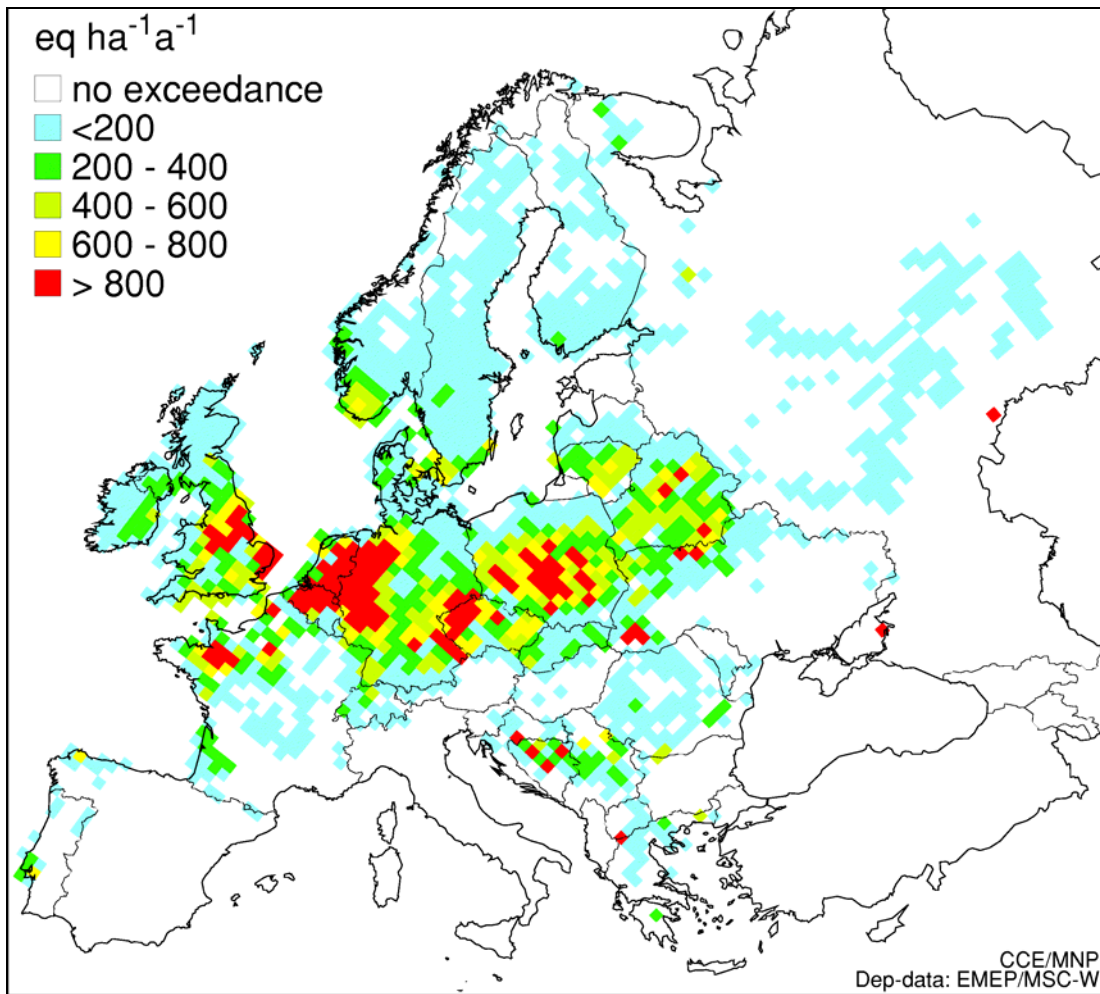 eq ha⁻¹a⁻¹
no exceedance
<200
200 - 400
400 - 600
600 - 800
> 800
CCE/MNP
Dep-data: EMEP/MSC-W